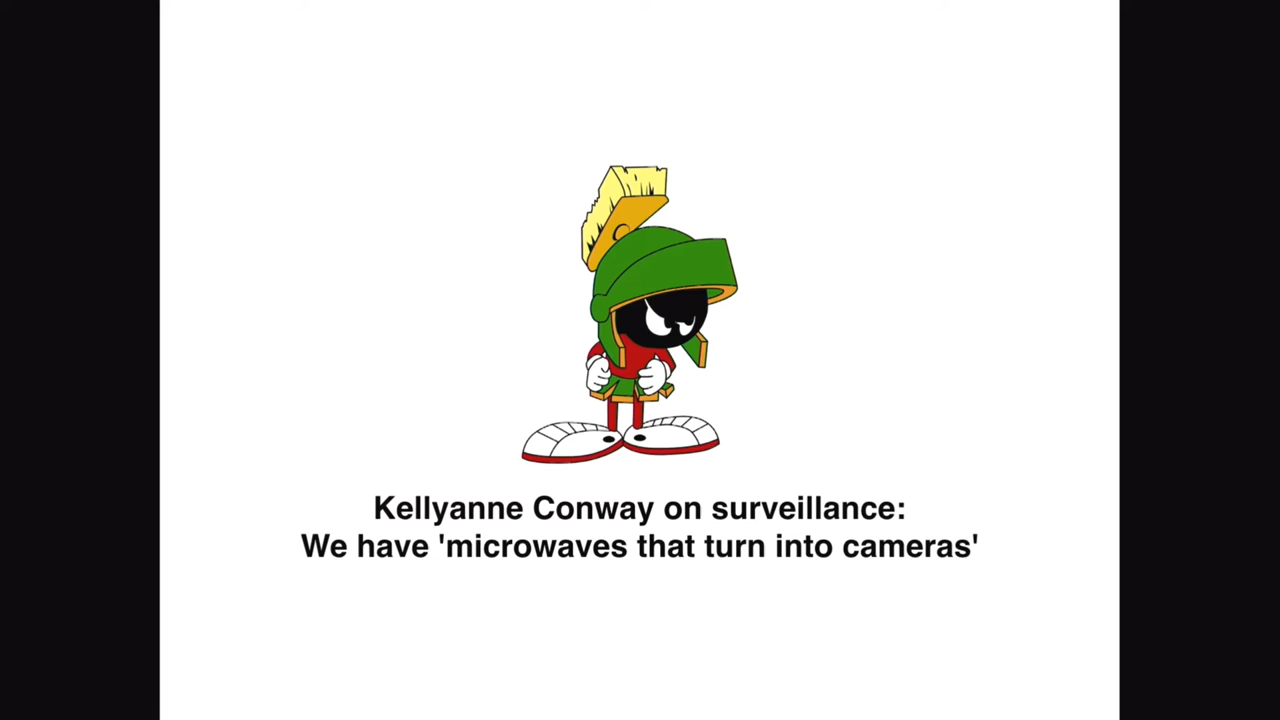 Kellyanne Conway on surveillance:
We have 'microwaves that turn into cameras'